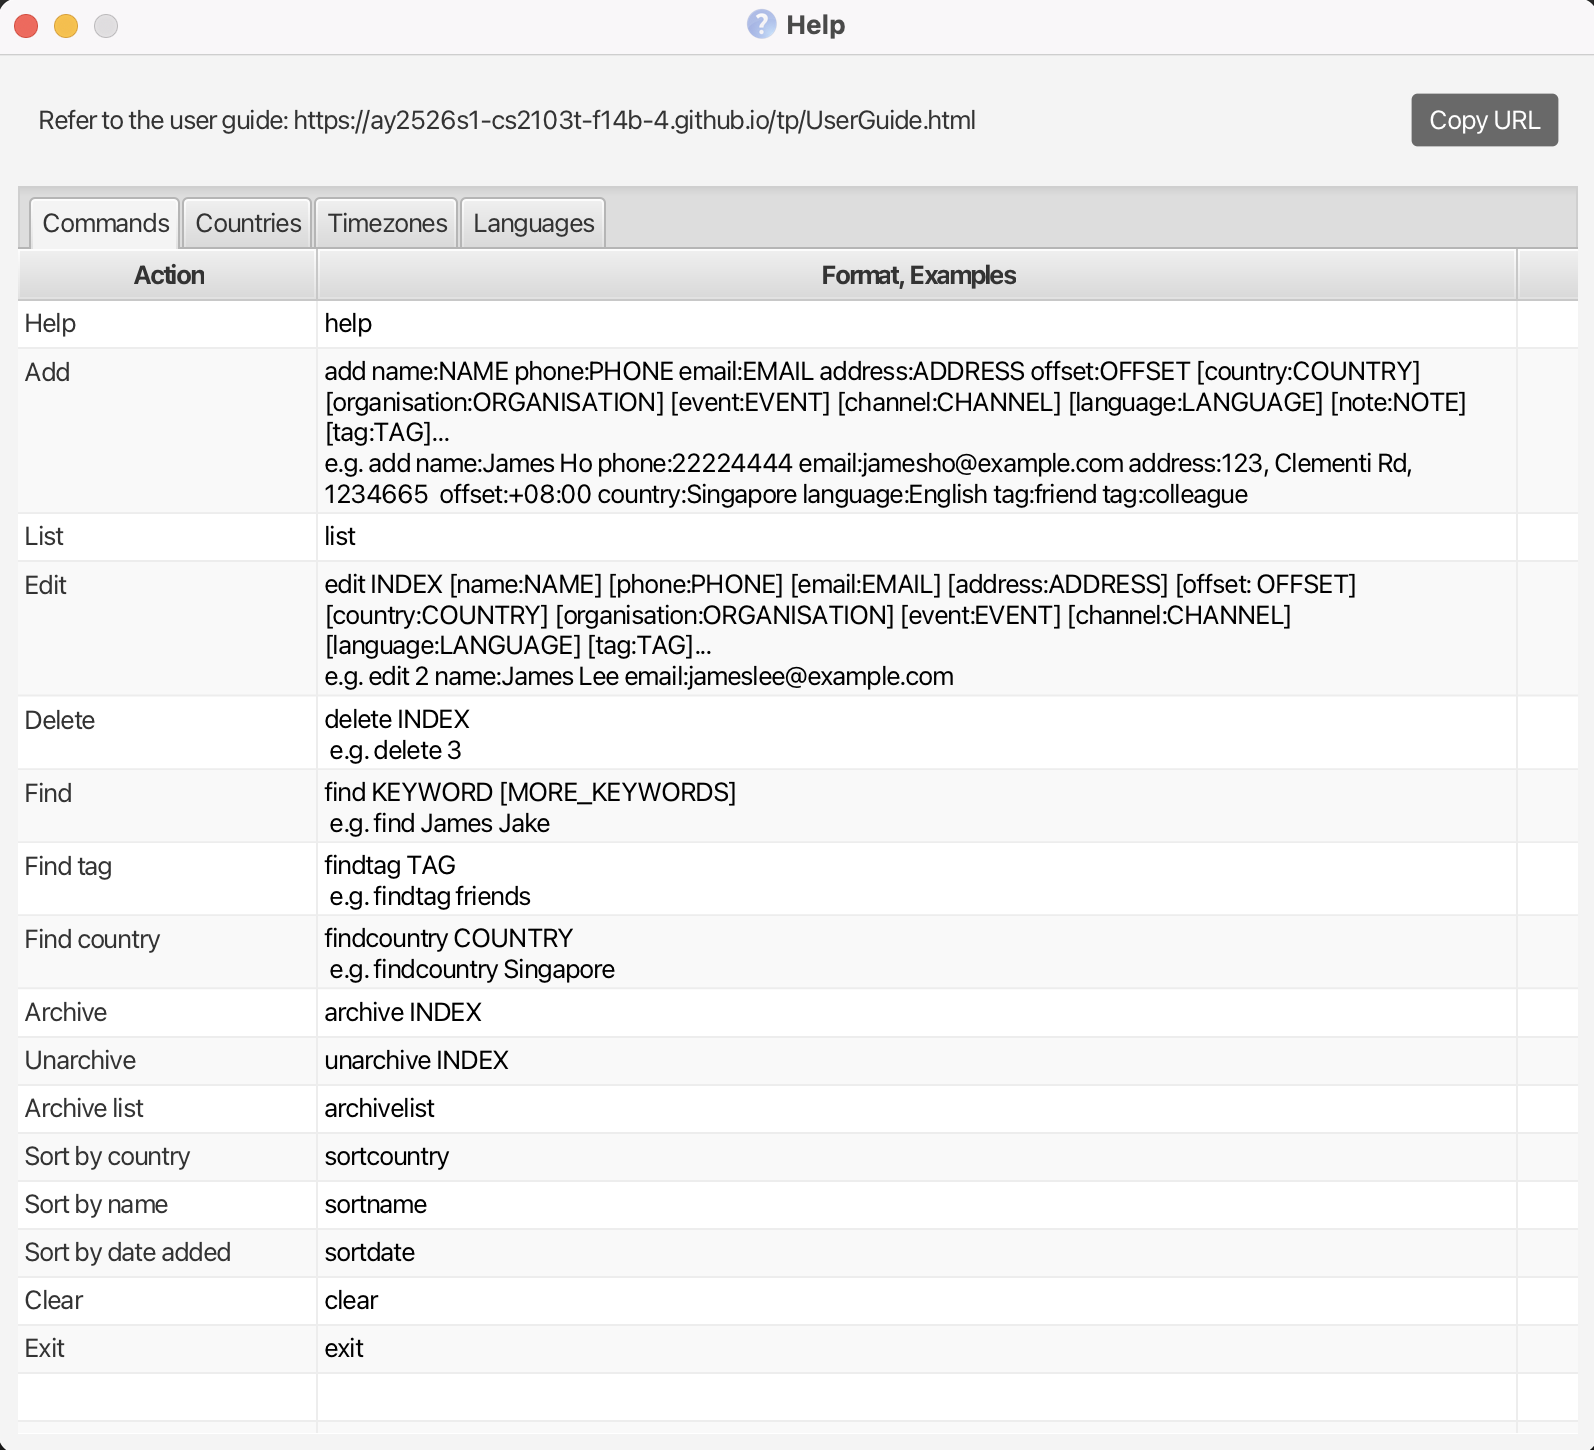 Help
Refer to the user guide: https://ay2526s1-cs2103t-f14b-4.github.io/tp/UserGuide.html
Copy URL
Commands Countries Timezones Languages
Action Format, Examples
Help help
Add add name:NAME phone:PHONE email:EMAIL address:ADDRESS offset:OFFSET [country:COUNTRY]
[organisation:ORGANISATION] [event:EVENT] [channel:CHANNEL] [language:LANGUAGE] [note:NOTE]
[tag:TAG]...
e.g. add name:James Ho phone:22224444 email:jamesho@example.com address:123, Clementi Rd,
1234665  offset:+08:00 country:Singapore language:English tag:friend tag:colleague
List list
Edit edit INDEX [name:NAME] [phone:PHONE] [email:EMAIL] [address:ADDRESS] [offset: OFFSET]
[country:COUNTRY] [organisation:ORGANISATION] [event:EVENT] [channel:CHANNEL]
[language:LANGUAGE] [tag:TAG]...
e.g. edit 2 name:James Lee email:jameslee@example.com
Delete delete INDEX
e.g. delete 3
Find find KEYWORD [MORE_KEYWORDS]
e.g. find James Jake
Find tag findtag TAG
e.g. findtag friends
Find country findcountry COUNTRY
e.g. findcountry Singapore
Archive archive INDEX
Unarchive unarchive INDEX
Archive list archivelist
Sort by country sortcountry
Sort by name sortname
Sort by date added sortdate
Clear clear
Exit exit